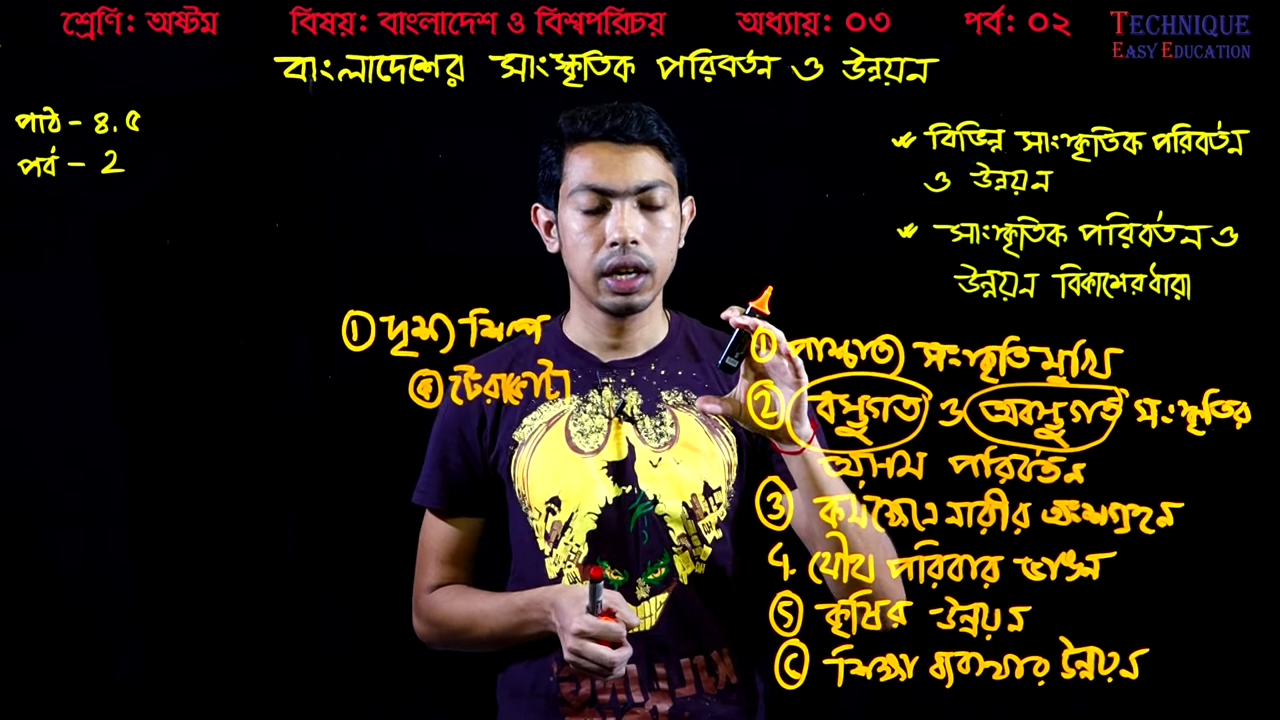 শ্রেণি: অষ্টম বিষয়: বাংলাদেশ ও বিশ্বপরিচয় অধ্যায়: ০৩ পর্ব: ০২
TECHNIQUE
EASY EDUCATION
বাংলাদেশের সাংস্কৃতিক পরিবর্তন ও উন্নয়ন
পাঠ - ৪.৫
পর্ব - 2
বিভিন্ন সাংস্কৃতিক পরিবর্তন
ও উন্নয়ন
সাংস্কৃতিক পরিবর্তন ও
উন্নয়ন বিকাশের ধারা
① দৃশ্য শিল্প
টেরাকোটা
① পাশ্চাত্য সংস্কৃতিমুখি
② বস্তুগত ও অবস্তুগত সংস্কৃতির
অসম পরিবর্তন
③ কর্মক্ষেত্রে নারীর অংশগ্রহন
4. যৌথ পরিবার ভাঙন
⑤ কৃষির উন্নয়ন
⑥ শিক্ষা ব্যবস্থার উন্নয়ন